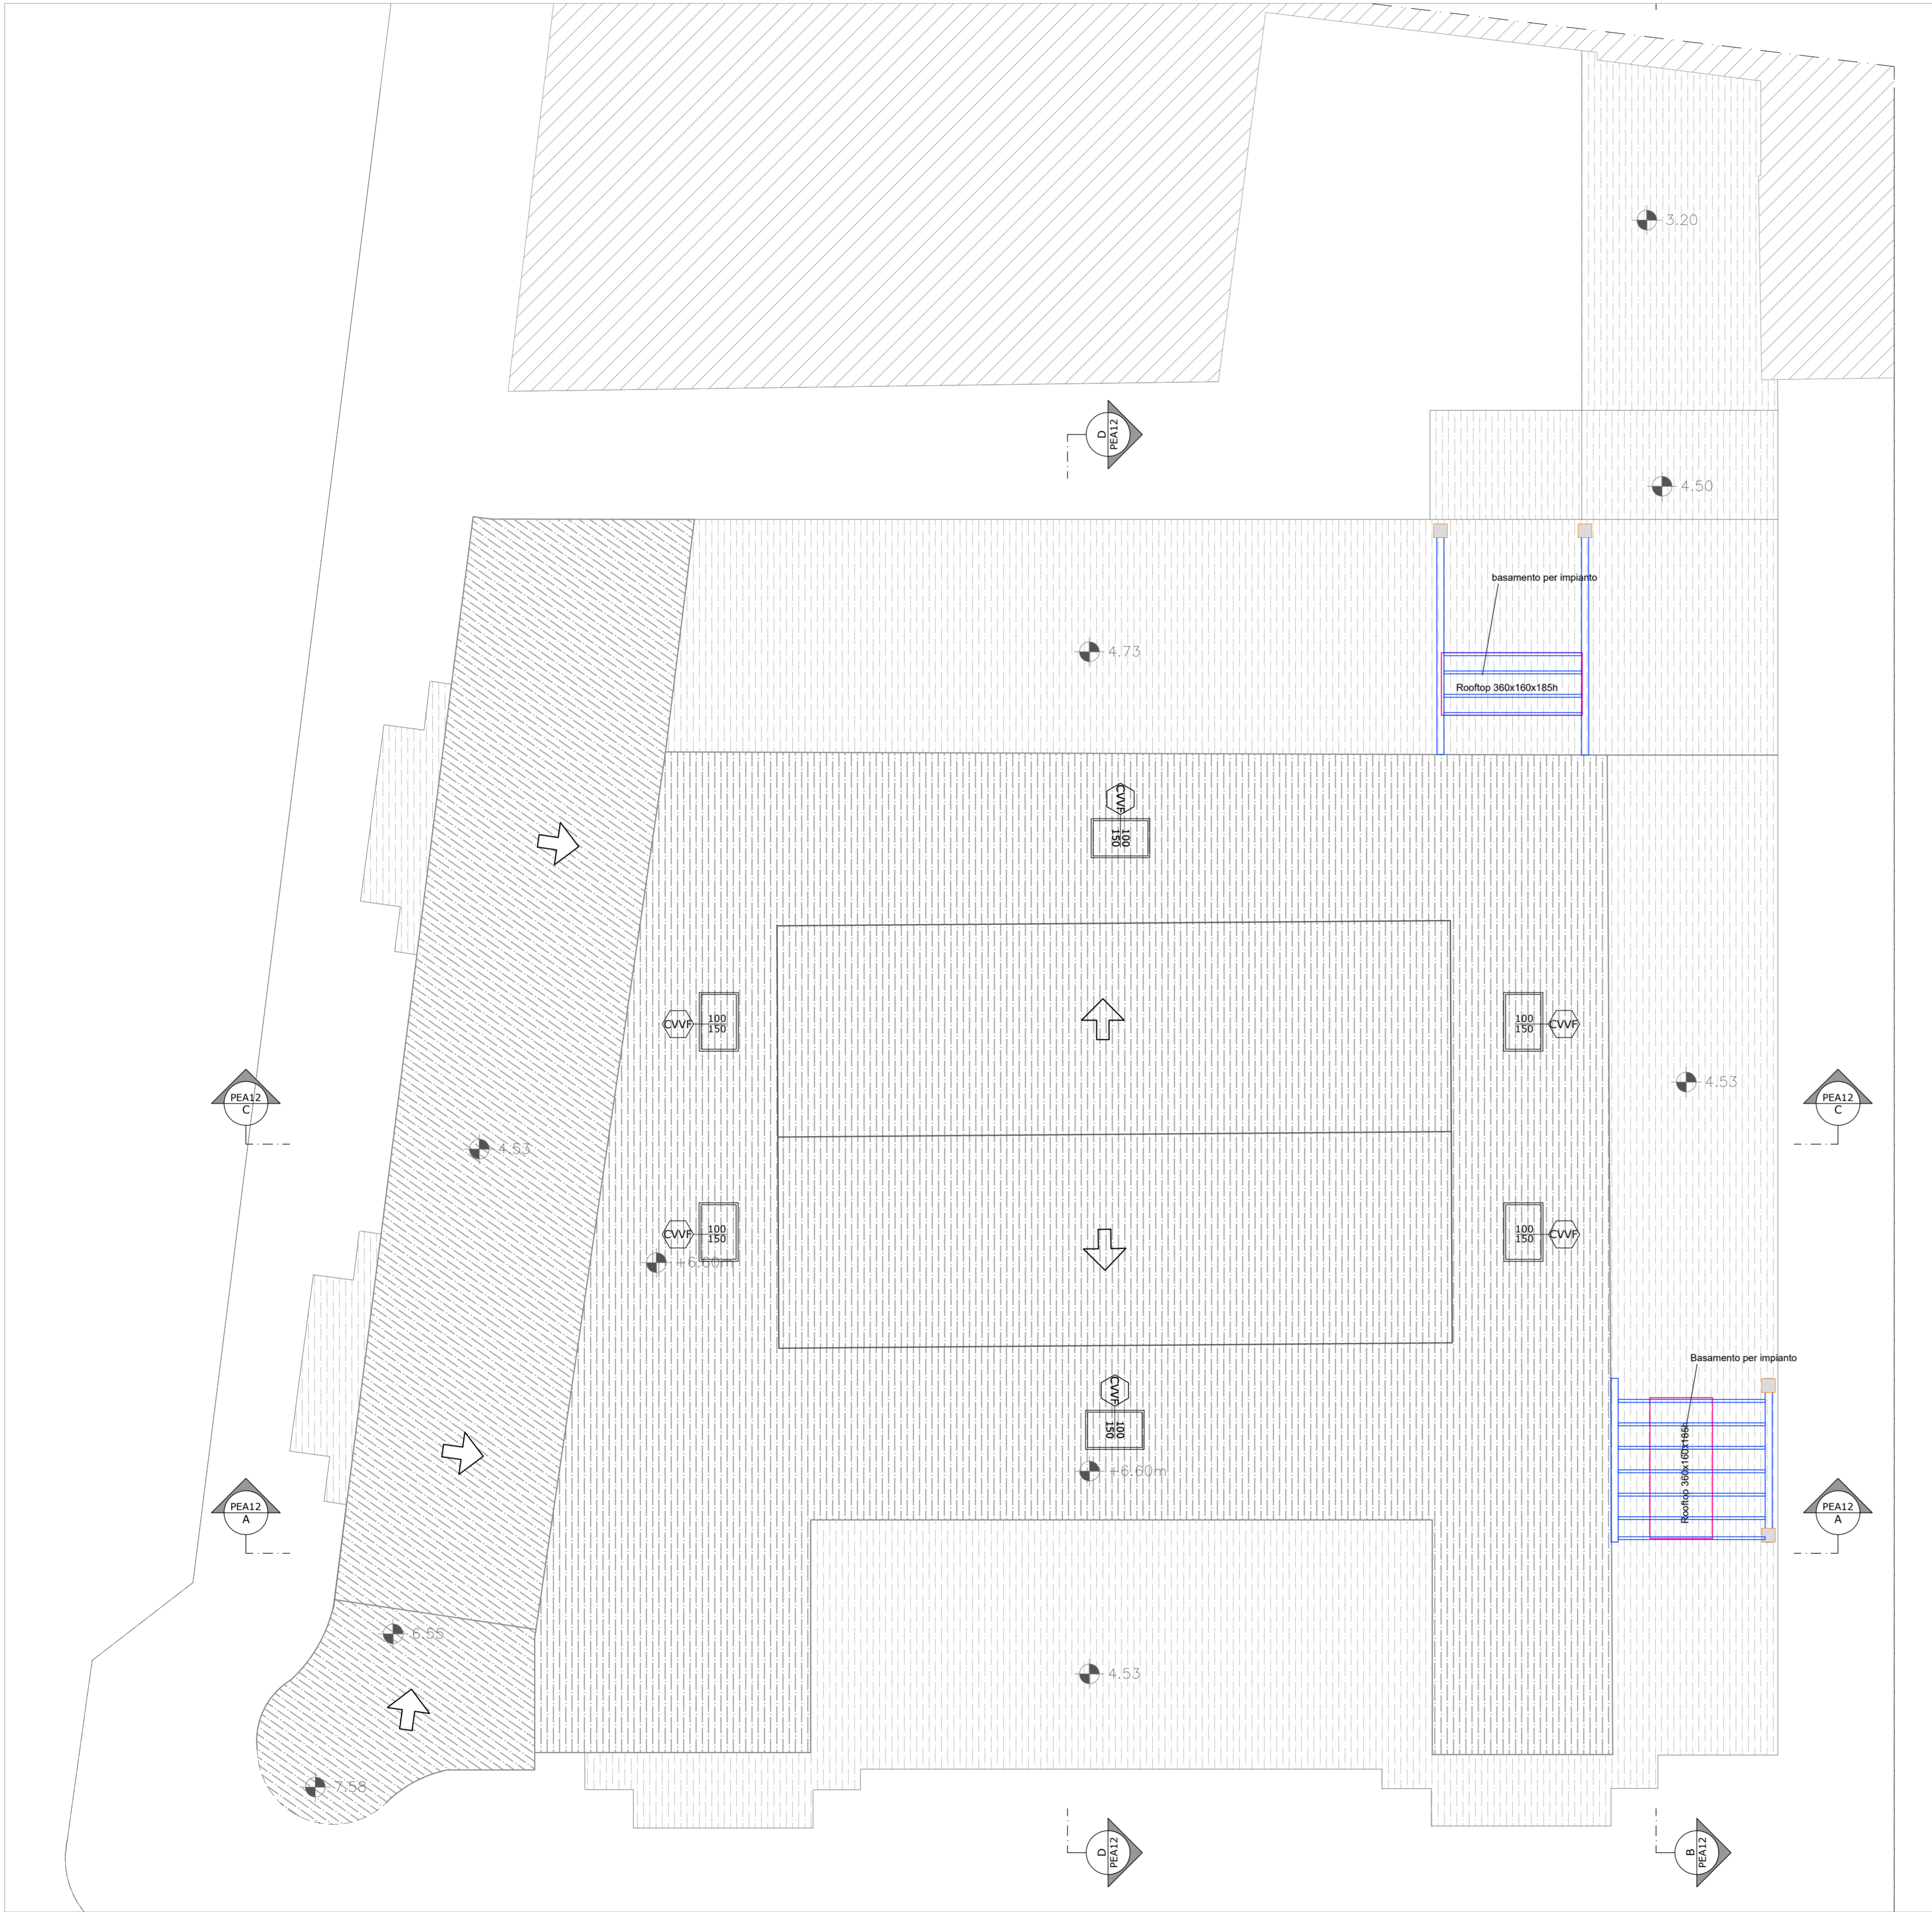 3.20
D
PEA12
4.50
basamento per impianto
4.73
Rooftop 360x160x185h
CVVF
100
150
CVVF
100
150
100
150
CVVF
4.53
PEA12
C
PEA12
C
4.53
CVVF
100
150
100
150
CVVF
+6.60m
Basamento per impianto
CVVF
100
150
Rooftop 360x160x185h
+6.60m
PEA12
A
PEA12
A
6.55
4.53
7.58
D
PEA12
B
PEA12